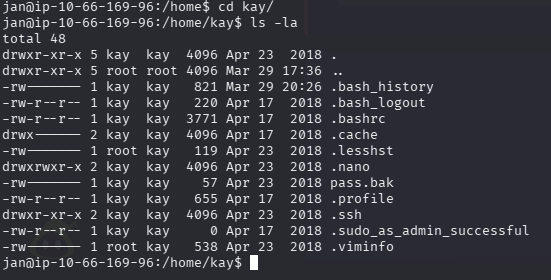 jan@ip-10-66-169-96:/home$ cd kay/
jan@ip-10-66-169-96:/home/kay$ ls -la
total 48
drwxr-xr-x 5 kay  kay  4096 Apr 23  2018 .
drwxr-xr-x 5 root root 4096 Mar 29 17:36 ..
-rw------- 1 kay  kay   821 Mar 29 20:26 .bash_history
-rw-r--r-- 1 kay  kay   220 Apr 17  2018 .bash_logout
-rw-r--r-- 1 kay  kay  3771 Apr 17  2018 .bashrc
drwx------ 2 kay  kay  4096 Apr 17  2018 .cache
-rw------- 1 root kay   119 Apr 23  2018 .lesshst
drwxrwxr-x 2 kay  kay  4096 Apr 23  2018 .nano
-rw------- 1 kay  kay    57 Apr 23  2018 pass.bak
-rw-r--r-- 1 kay  kay   655 Apr 17  2018 .profile
drwxr-xr-x 2 kay  kay  4096 Apr 23  2018 .ssh
-rw-r--r-- 1 kay  kay     0 Apr 17  2018 .sudo_as_admin_successful
-rw------- 1 root kay   538 Apr 23  2018 .viminfo
jan@ip-10-66-169-96:/home/kay$